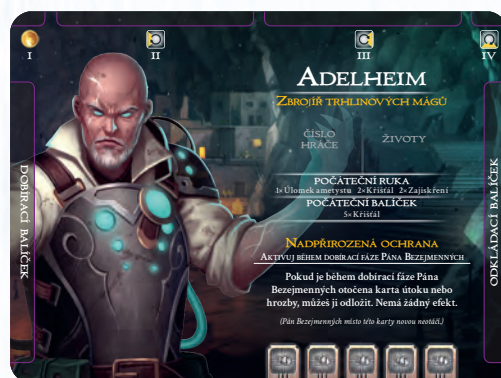 I
II
III
IV
ADELHEIM
ZBROJÍŘ TRHLINOVÝCH MÁGŮ
ČÍSLO
HRÁČE
ŽIVOTY
POČÁTEČNÍ RUKA
1× Úlomek ametystu 2× Křišťál 2× Zajiskření
POČÁTEČNÍ BALÍČEK
5× Křišťál
NADPŘIROZENÁ OCHRANA
AKTIVUJ BĚHEM DOBÍRACÍ FÁZE PÁNA BEZEJMENNÝCH
Pokud je během dobírací fáze Pána
Bezejmenných otočena karta útoku nebo
hrozby, můžeš ji odložit. Nemá žádný efekt.
(Pán Bezejmenných místo této karty novou neotáčí.)
DOBÍRACÍ BALÍČEK
ODKLÁDACÍ BALÍČEK